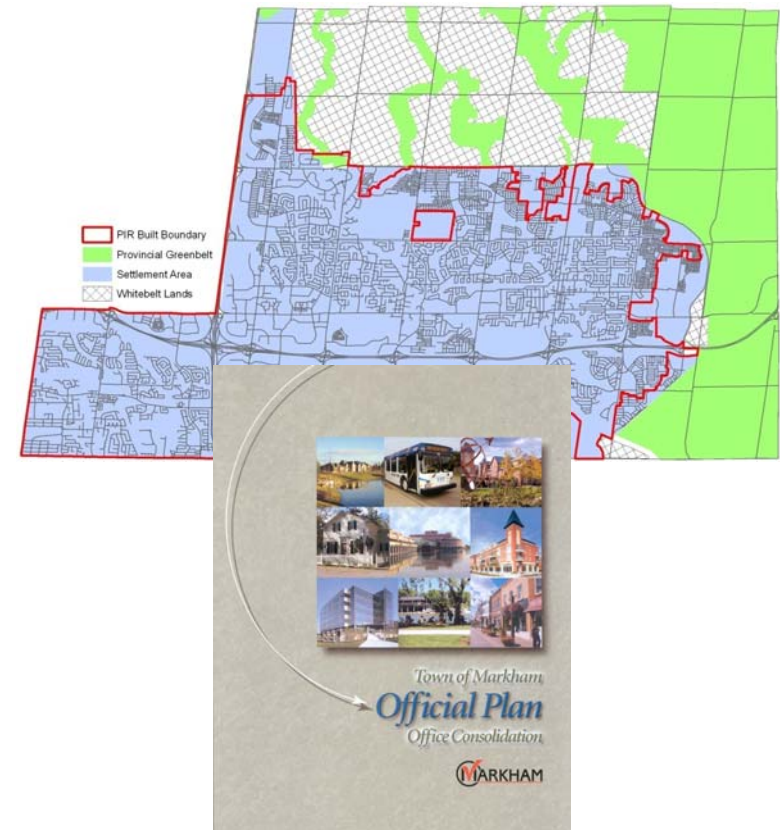 PIR Built Boundary
Provincial Greenbelt
Settlement Area
Whitebelt Lands
Town of Markham
Official Plan
Office Consolidation
MARKHAM